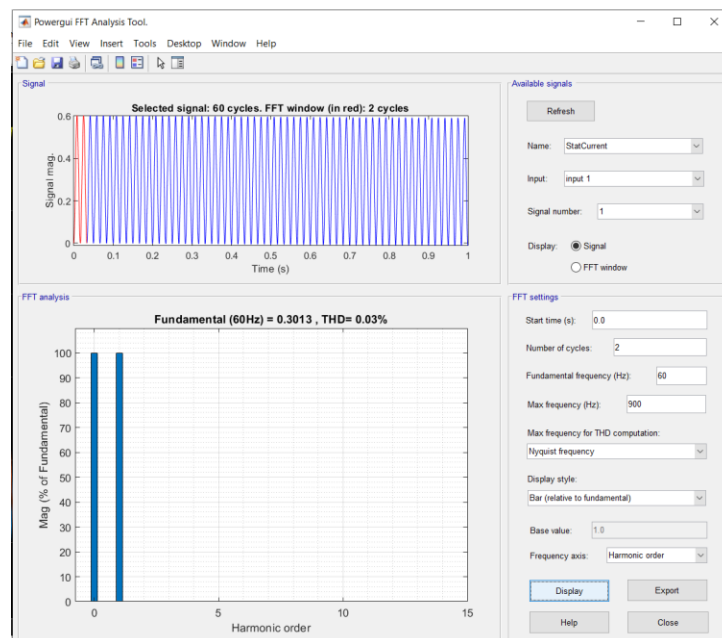 Powergui FFT Analysis Tool.
File Edit View Insert Tools Desktop Window Help
Signal
Selected signal: 60 cycles. FFT window (in red): 2 cycles
Signal mag.
0.6
0.4
0.2
0
0 0.1 0.2 0.3 0.4 0.5 0.6 0.7 0.8 0.9 1
Time (s)
Available signals
Refresh
Name: StatCurrent
Input: input 1
Signal number: 1
Display: Signal
FFT window
FFT analysis
Fundamental (60Hz) = 0.3013 , THD= 0.03%
Mag (% of Fundamental)
100
90
80
70
60
50
40
30
20
10
0
0 5 10 15
Harmonic order
FFT settings
Start time (s): 0.0
Number of cycles: 2
Fundamental frequency (Hz): 60
Max frequency (Hz): 900
Max frequency for THD computation:
Nyquist frequency
Display style:
Bar (relative to fundamental)
Base value: 1.0
Frequency axis: Harmonic order
Display Export
Help Close